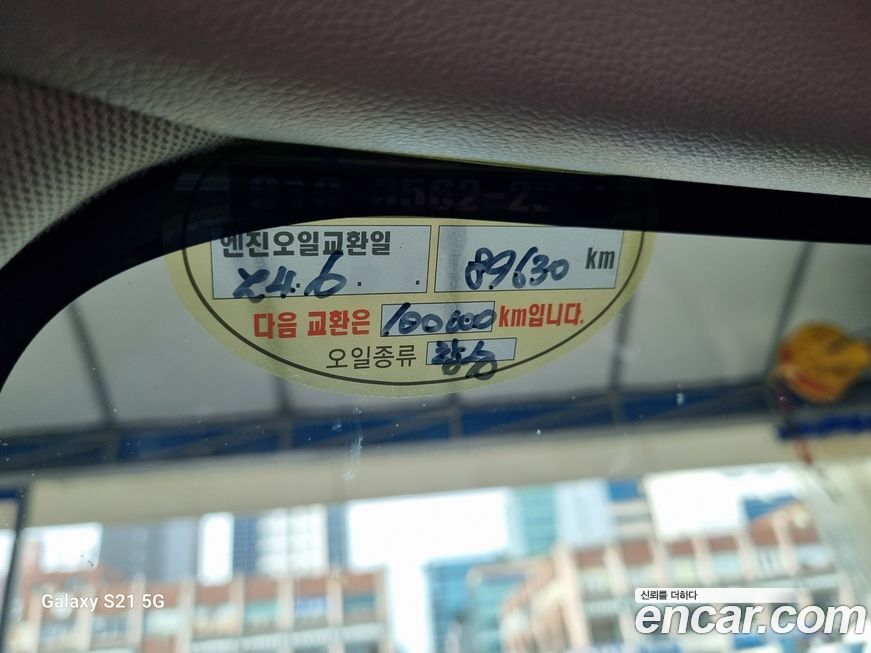 엔진오일교환일
24.6. . 89630 km
다음 교환은 100000 km입니다.
오일종류
Galaxy S21 5G
신뢰를 더하다
encar.com